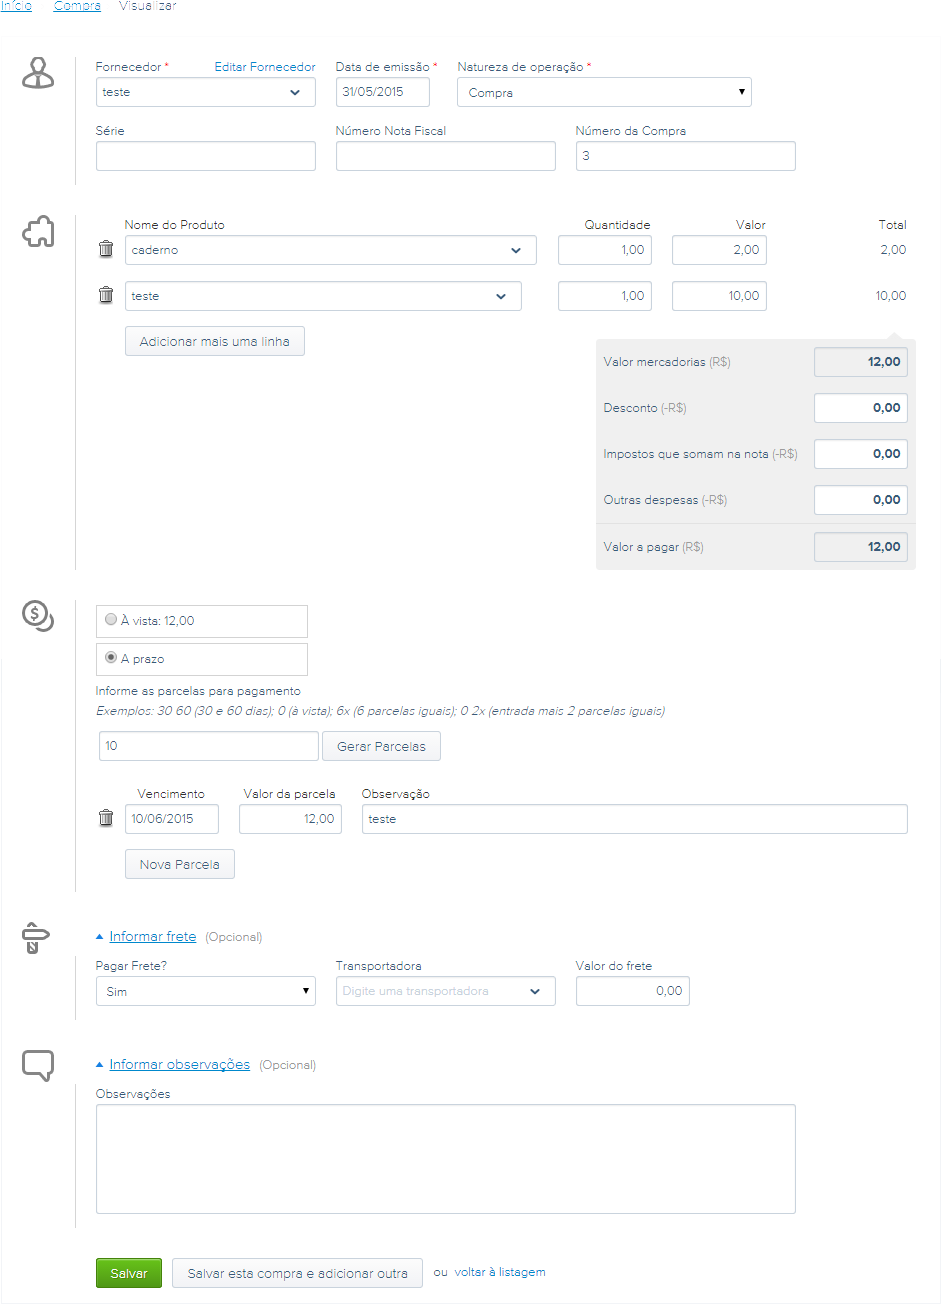 Início Compra Visualizar
Fornecedor * Editar Fornecedor Data de emissão * Natureza de operação *
teste 31/05/2015 Compra
Série Número Nota Fiscal Número da Compra
3
Nome do Produto Quantidade Valor Total
caderno 1,00 2,00 2,00
teste 1,00 10,00 10,00
Adicionar mais uma linha
Valor mercadorias (R$) 12,00
Desconto (-R$) 0,00
Impostos que somam na nota (-R$) 0,00
Outras despesas (-R$) 0,00
Valor a pagar (R$) 12,00
À vista: 12,00
A prazo
Informe as parcelas para pagamento
Exemplos: 30 60 (30 e 60 dias); 0 (à vista); 6x (6 parcelas iguais); 0 2x (entrada mais 2 parcelas iguais)
10 Gerar Parcelas
Vencimento Valor da parcela Observação
10/06/2015 12,00 teste
Nova Parcela
Informar frete (Opcional)
Pagar Frete? Transportadora Valor do frete
Sim Digite uma transportadora 0,00
Informar observações (Opcional)
Observações
Salvar Salvar esta compra e adicionar outra ou voltar à listagem